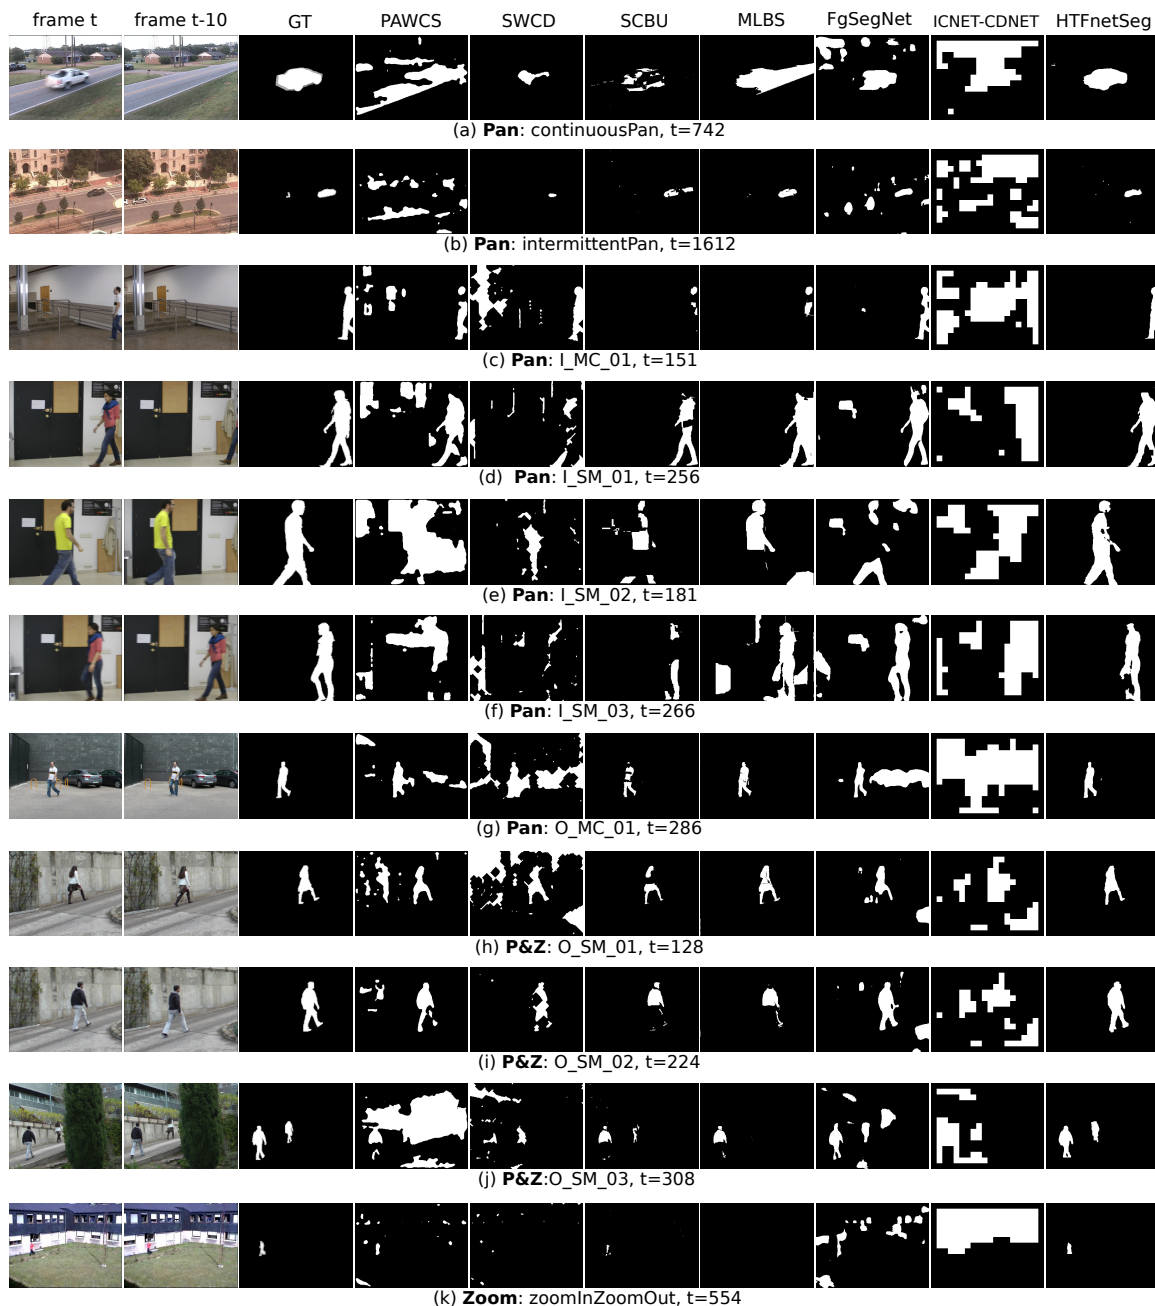 frame t frame t-10 GT PAWCS SWCD SCBU MLBS FgSegNet ICNET-CDNET HTFnetSeg
(a) Pan: continuousPan, t=742
(b) Pan: intermittentPan, t=1612
(c) Pan: I_MC_01, t=151
(d) Pan: I_SM_01, t=256
(e) Pan: I_SM_02, t=181
(f) Pan: I_SM_03, t=266
(g) Pan: O_MC_01, t=286
(h) P&Z: O_SM_01, t=128
(i) P&Z: O_SM_02, t=224
(j) P&Z:O_SM_03, t=308
(k) Zoom: zoomInZoomOut, t=554